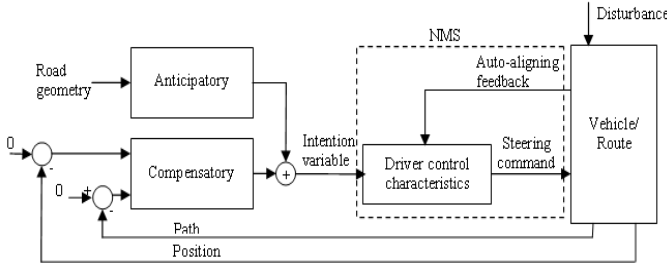 Disturbance
NMS
Auto-aligning
feedback
Road
geometry
Anticipatory
Vehicle/
Route
0
-
Compensatory
Intention
variable
+
Driver control
characteristics
Steering
command
0
+
-
Path
Position